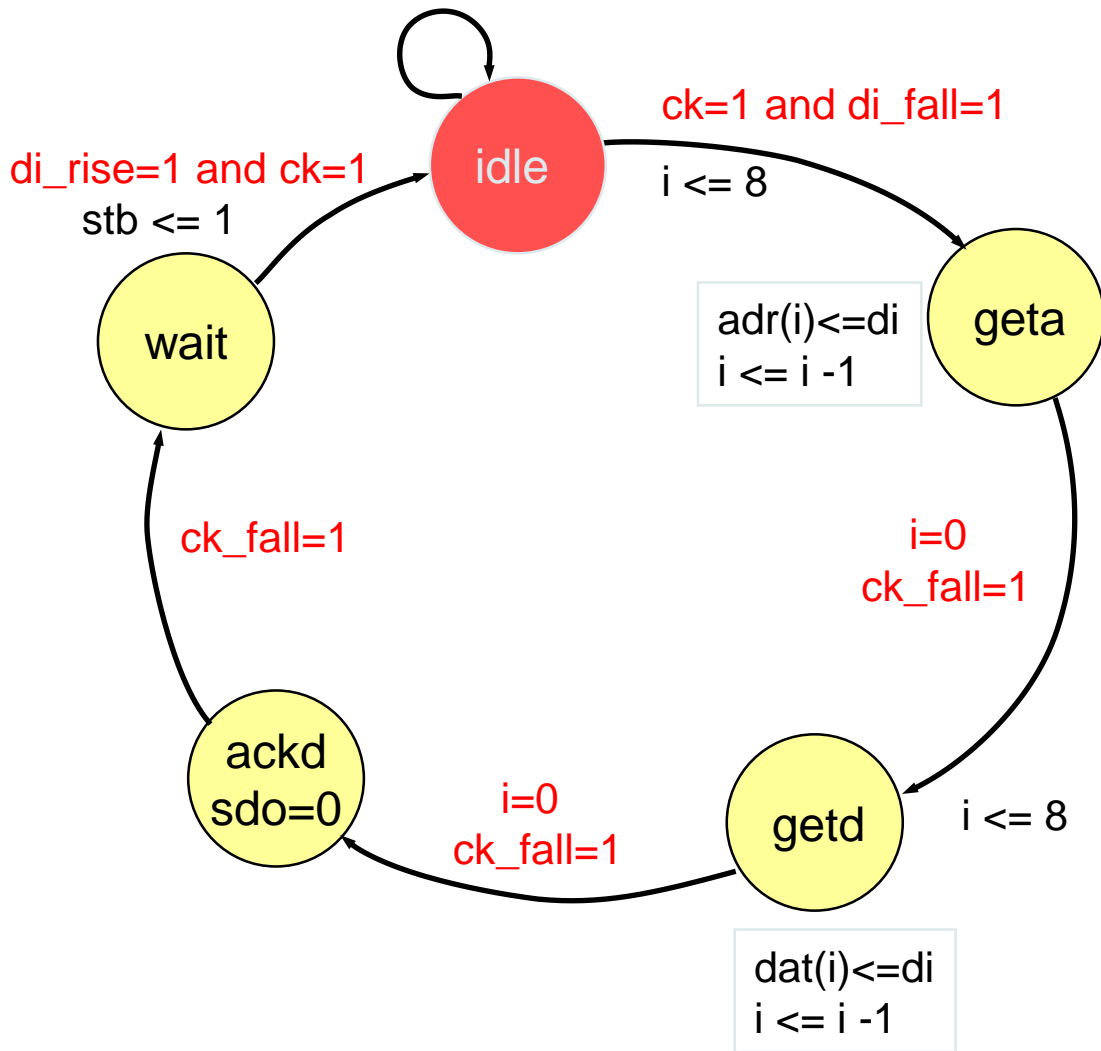 ck=1 and di_fall=1
di_rise=1 and ck=1
idle
i <= 8
stb <= 1
adr(i)<=di
i <= i -1
geta
wait
ck_fall=1
i=0
ck_fall=1
ackd
sdo=0
i=0
ck_fall=1
getd
i <= 8
dat(i)<=di
i <= i -1